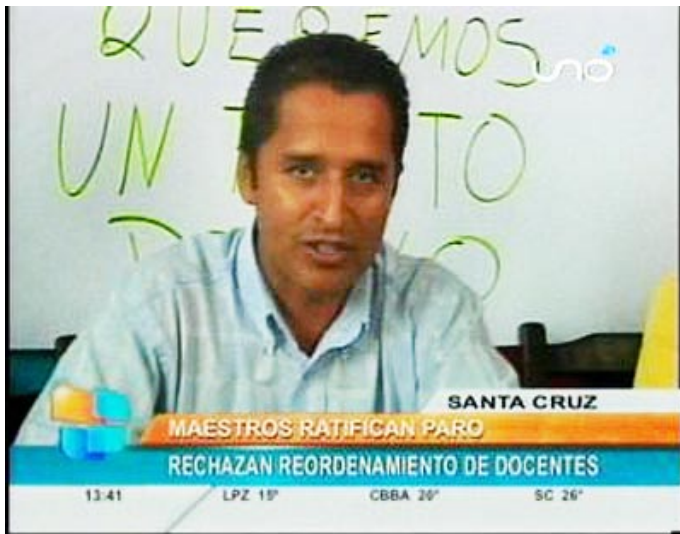 QUEREMOS
uno
UN TO
SANTA CRUZ
MAESTROS RATIFICAN PARO
RECHAZAN REORDENAMIENTO DE DOCENTES
13:41 LPZ 15° CBBA 20° SC 26°